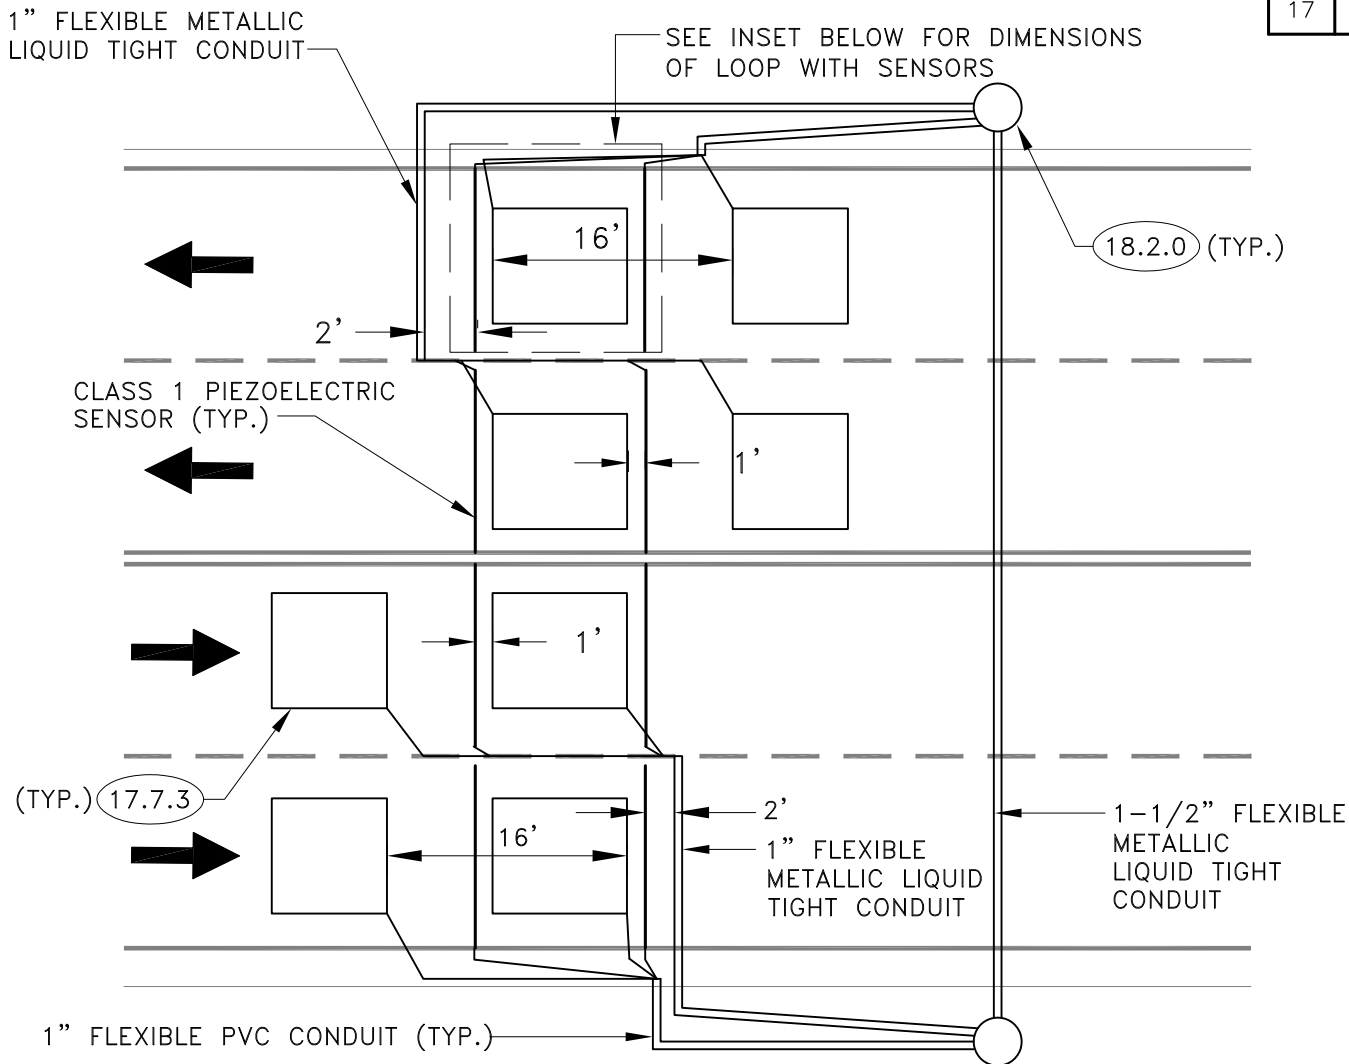 1” FLEXIBLE METALLIC
LIQUID TIGHT CONDUIT
SEE INSET BELOW FOR DIMENSIONS
OF LOOP WITH SENSORS
17
16’
18.2.0 (TYP.)
2’
CLASS 1 PIEZOELECTRIC
SENSOR (TYP.)
1’
1’
(TYP.) 17.7.3
16’
2’
1” FLEXIBLE
METALLIC LIQUID
TIGHT CONDUIT
1-1/2” FLEXIBLE
METALLIC
LIQUID TIGHT
CONDUIT
1” FLEXIBLE PVC CONDUIT (TYP.)